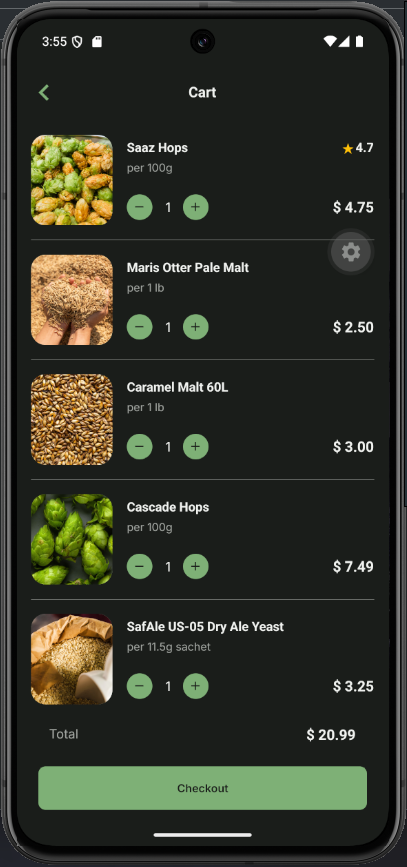 3:55
Cart
Saaz Hops 4.7
per 100g
− 1 + $ 4.75
Maris Otter Pale Malt
per 1 lb
− 1 + $ 2.50
Caramel Malt 60L
per 1 lb
− 1 + $ 3.00
Cascade Hops
per 100g
− 1 + $ 7.49
SafAle US-05 Dry Ale Yeast
per 11.5g sachet
− 1 + $ 3.25
Total $ 20.99
Checkout